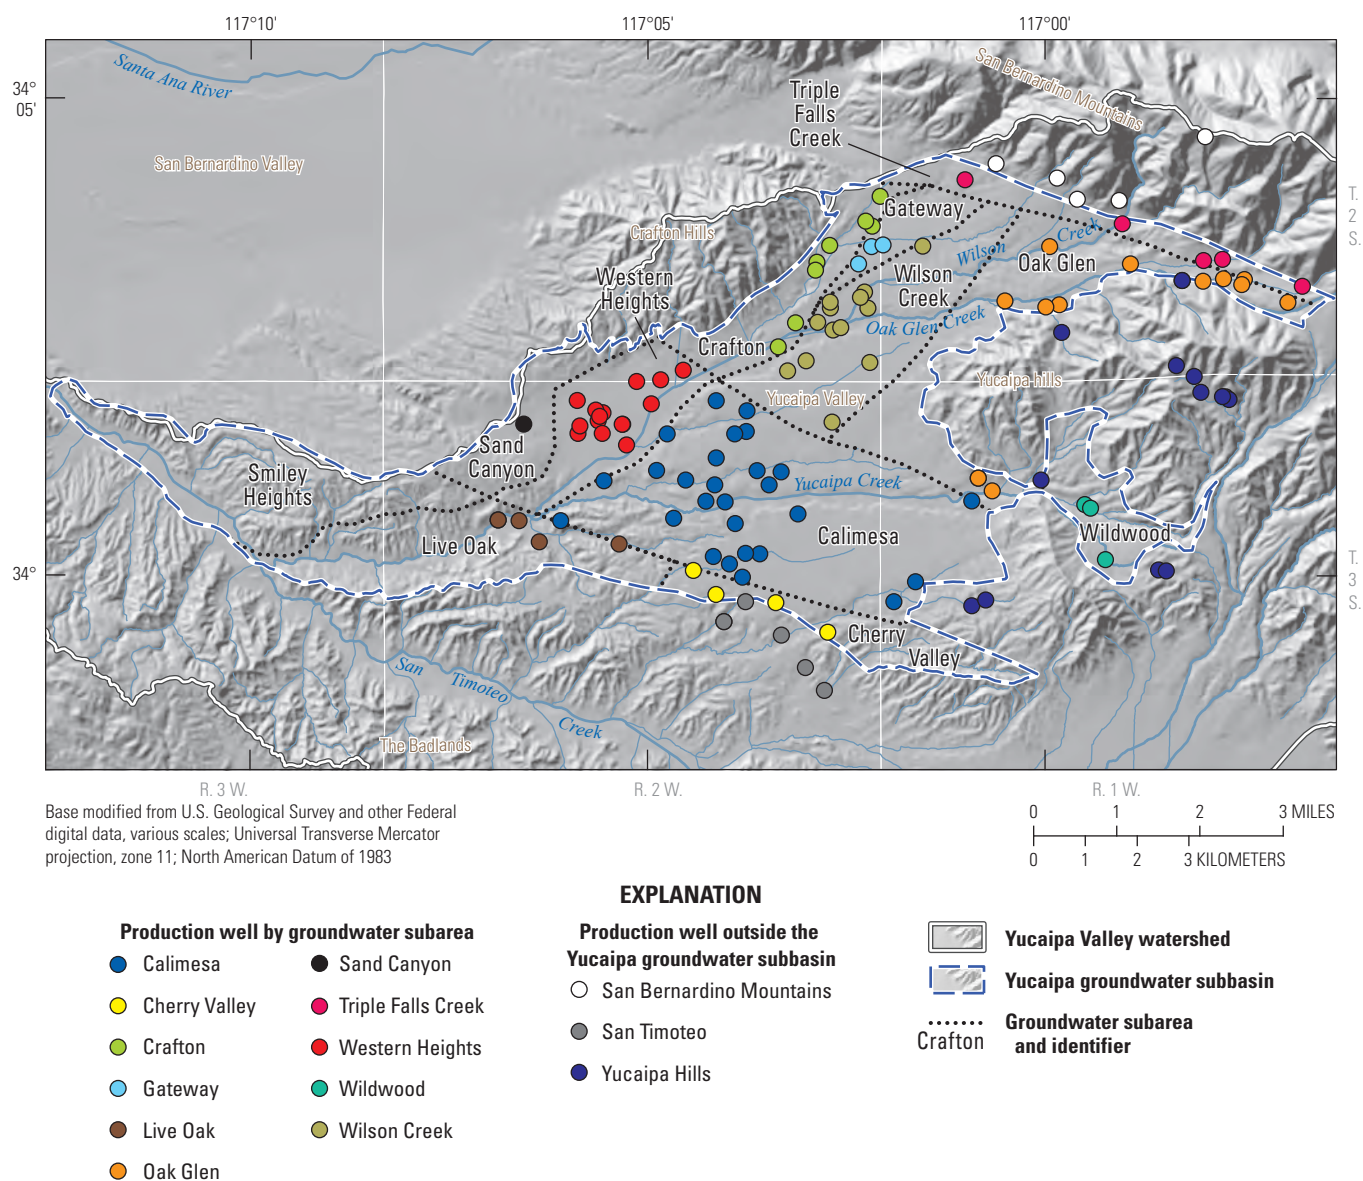 117°10'
117°05'
117°00'
34°
05'
34°
Santa Ana River
San Bernardino Mountains
Triple
Falls
Creek
San Bernardino Valley
T.
2
S.
Gateway
Crafton Hills
Creek
Wilson
Oak Glen
Western
Heights
Wilson
Creek
Oak Glen Creek
Crafton
Yucaipa hills
Yucaipa Valley
Sand
Canyon
Smiley
Heights
Yucaipa Creek
Live Oak
Calimesa
Wildwood
T.
3
S.
Cherry
Valley
San Timoteo Creek
The Badlands
R. 3 W.
R. 2 W.
R. 1 W.
Base modified from U.S. Geological Survey and other Federal
digital data, various scales; Universal Transverse Mercator
projection, zone 11; North American Datum of 1983
0 1 2 3 MILES
0 1 2 3 KILOMETERS
EXPLANATION
Production well by groundwater subarea
Calimesa
Cherry Valley
Crafton
Gateway
Live Oak
Oak Glen
Sand Canyon
Triple Falls Creek
Western Heights
Wildwood
Wilson Creek
Production well outside the
Yucaipa groundwater subbasin
San Bernardino Mountains
San Timoteo
Yucaipa Hills
Yucaipa Valley watershed
Yucaipa groundwater subbasin
Crafton
Groundwater subarea
and identifier